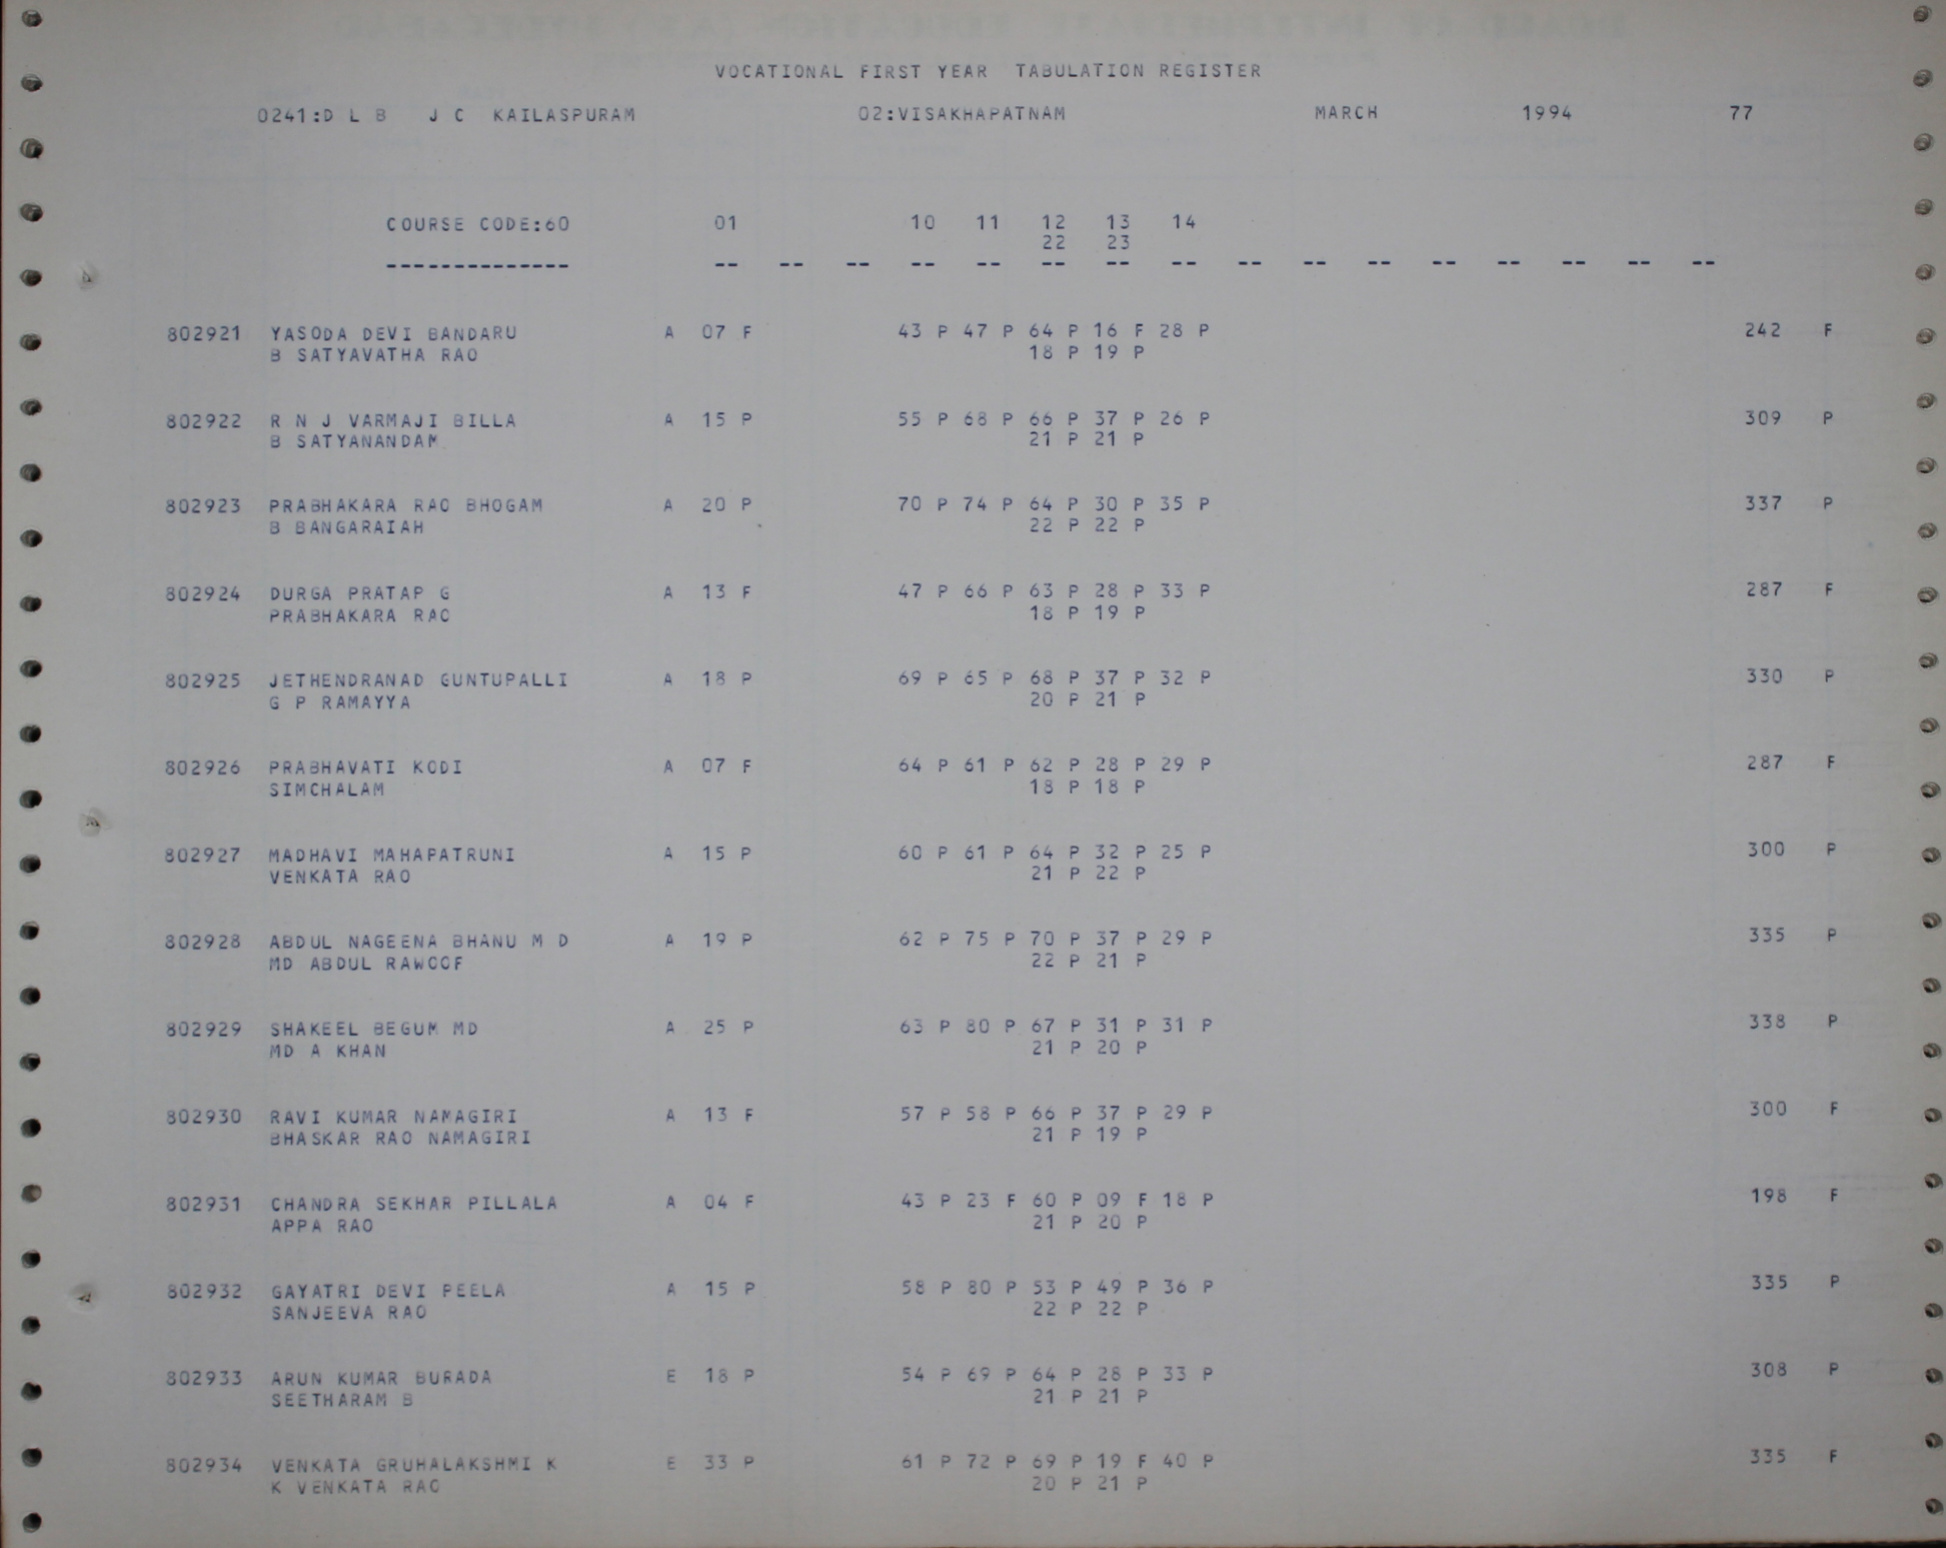 VOCATIONAL FIRST YEAR TABULATION REGISTER
0241:D L B J C KAILASPURAM 02:VISAKHAPATNAM MARCH 1994 77
COURSE CODE:60 01 10 11 12 13 14
22 23
-------------- -- -- -- -- -- -- -- -- -- -- -- -- -- -- -- --
802921 YASODA DEVI BANDARU A 07 F 43 P 47 P 64 P 16 F 28 P 242 F
B SATYAVATHA RAO 18 P 19 P
802922 R N J VARMAJI BILLA A 15 P 55 P 68 P 66 P 37 P 26 P 309 P
B SATYANANDAM 21 P 21 P
802923 PRABHAKARA RAO BHOGAM A 20 P 70 P 74 P 64 P 30 P 35 P 337 P
B BANGARAIAH 22 P 22 P
802924 DURGA PRATAP G A 13 F 47 P 66 P 63 P 28 P 33 P 287 F
PRABHAKARA RAO 18 P 19 P
802925 JETHENDRANAD GUNTUPALLI A 18 P 69 P 65 P 68 P 37 P 32 P 330 P
G P RAMAYYA 20 P 21 P
802926 PRABHAVATI KODI A 07 F 64 P 61 P 62 P 28 P 29 P 287 F
SIMCHALAM 18 P 18 P
802927 MADHAVI MAHAPATRUNI A 15 P 60 P 61 P 64 P 32 P 25 P 300 P
VENKATA RAO 21 P 22 P
802928 ABDUL NAGEENA BHANU M D A 19 P 62 P 75 P 70 P 37 P 29 P 335 P
MD ABDUL RAWOOF 22 P 21 P
802929 SHAKEEL BEGUM MD A 25 P 63 P 80 P 67 P 31 P 31 P 338 P
MD A KHAN 21 P 20 P
802930 RAVI KUMAR NAMAGIRI A 13 F 57 P 58 P 66 P 37 P 29 P 300 F
BHASKAR RAO NAMAGIRI 21 P 19 P
802931 CHANDRA SEKHAR PILLALA A 04 F 43 P 23 F 60 P 09 F 18 P 198 F
APPA RAO 21 P 20 P
802932 GAYATRI DEVI PEELA A 15 P 58 P 80 P 53 P 49 P 36 P 335 P
SANJEEVA RAO 22 P 22 P
802933 ARUN KUMAR BURADA E 18 P 54 P 69 P 64 P 28 P 33 P 308 P
SEETHARAM B 21 P 21 P
802934 VENKATA GRUHALAKSHMI K E 33 P 61 P 72 P 69 P 19 F 40 P 335 F
K VENKATA RAO 20 P 21 P